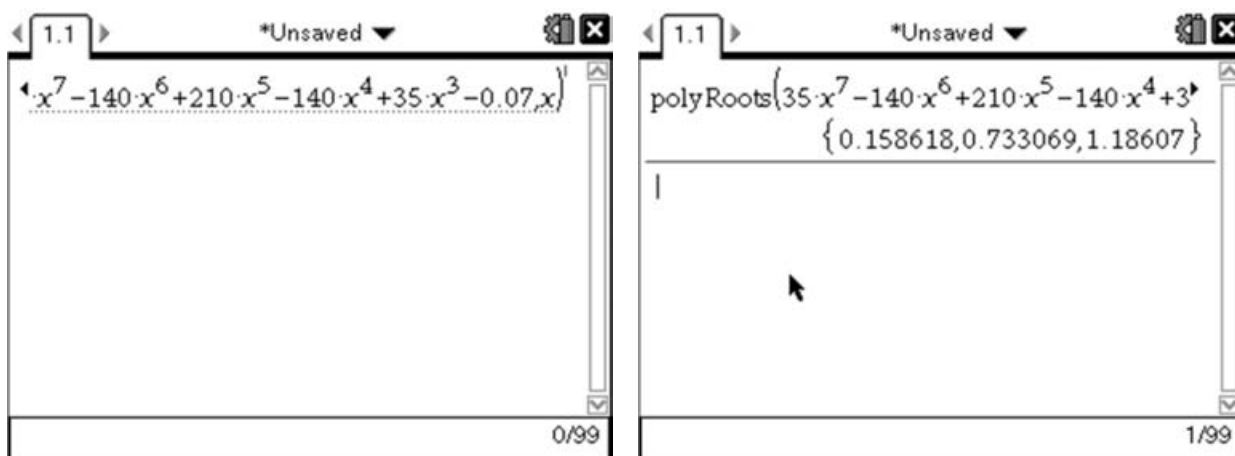 1.1 *Unsaved
·x⁷−140·x⁶+210·x⁵−140·x⁴+35·x³−0.07,x)
0/99
1.1 *Unsaved
polyRoots(35·x⁷−140·x⁶+210·x⁵−140·x⁴+3
{0.158618,0.733069,1.18607}
1/99